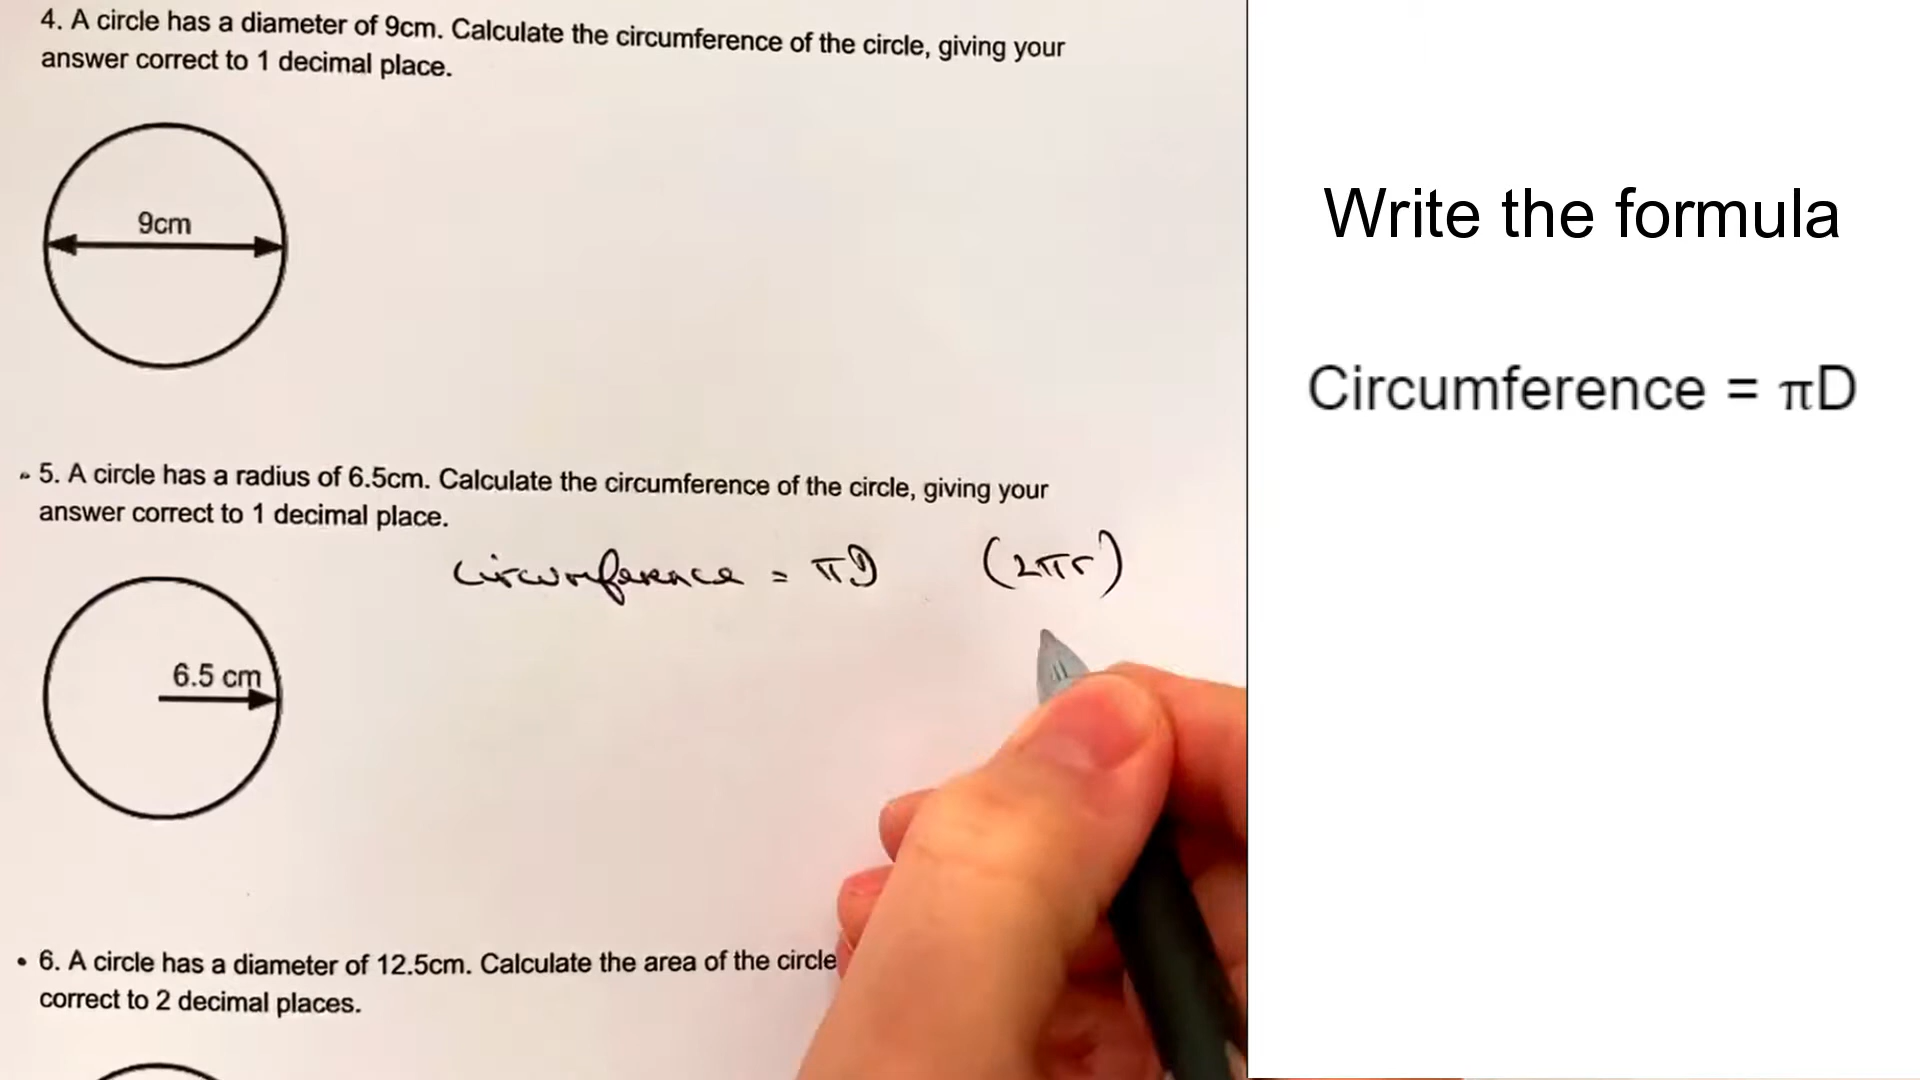 4. A circle has a diameter of 9cm. Calculate the circumference of the circle, giving your
answer correct to 1 decimal place.
9cm
5. A circle has a radius of 6.5cm. Calculate the circumference of the circle, giving your
answer correct to 1 decimal place.
circumference = πD (2πr)
6.5 cm
6. A circle has a diameter of 12.5cm. Calculate the area of the circle
correct to 2 decimal places.
Write the formula
Circumference = πD